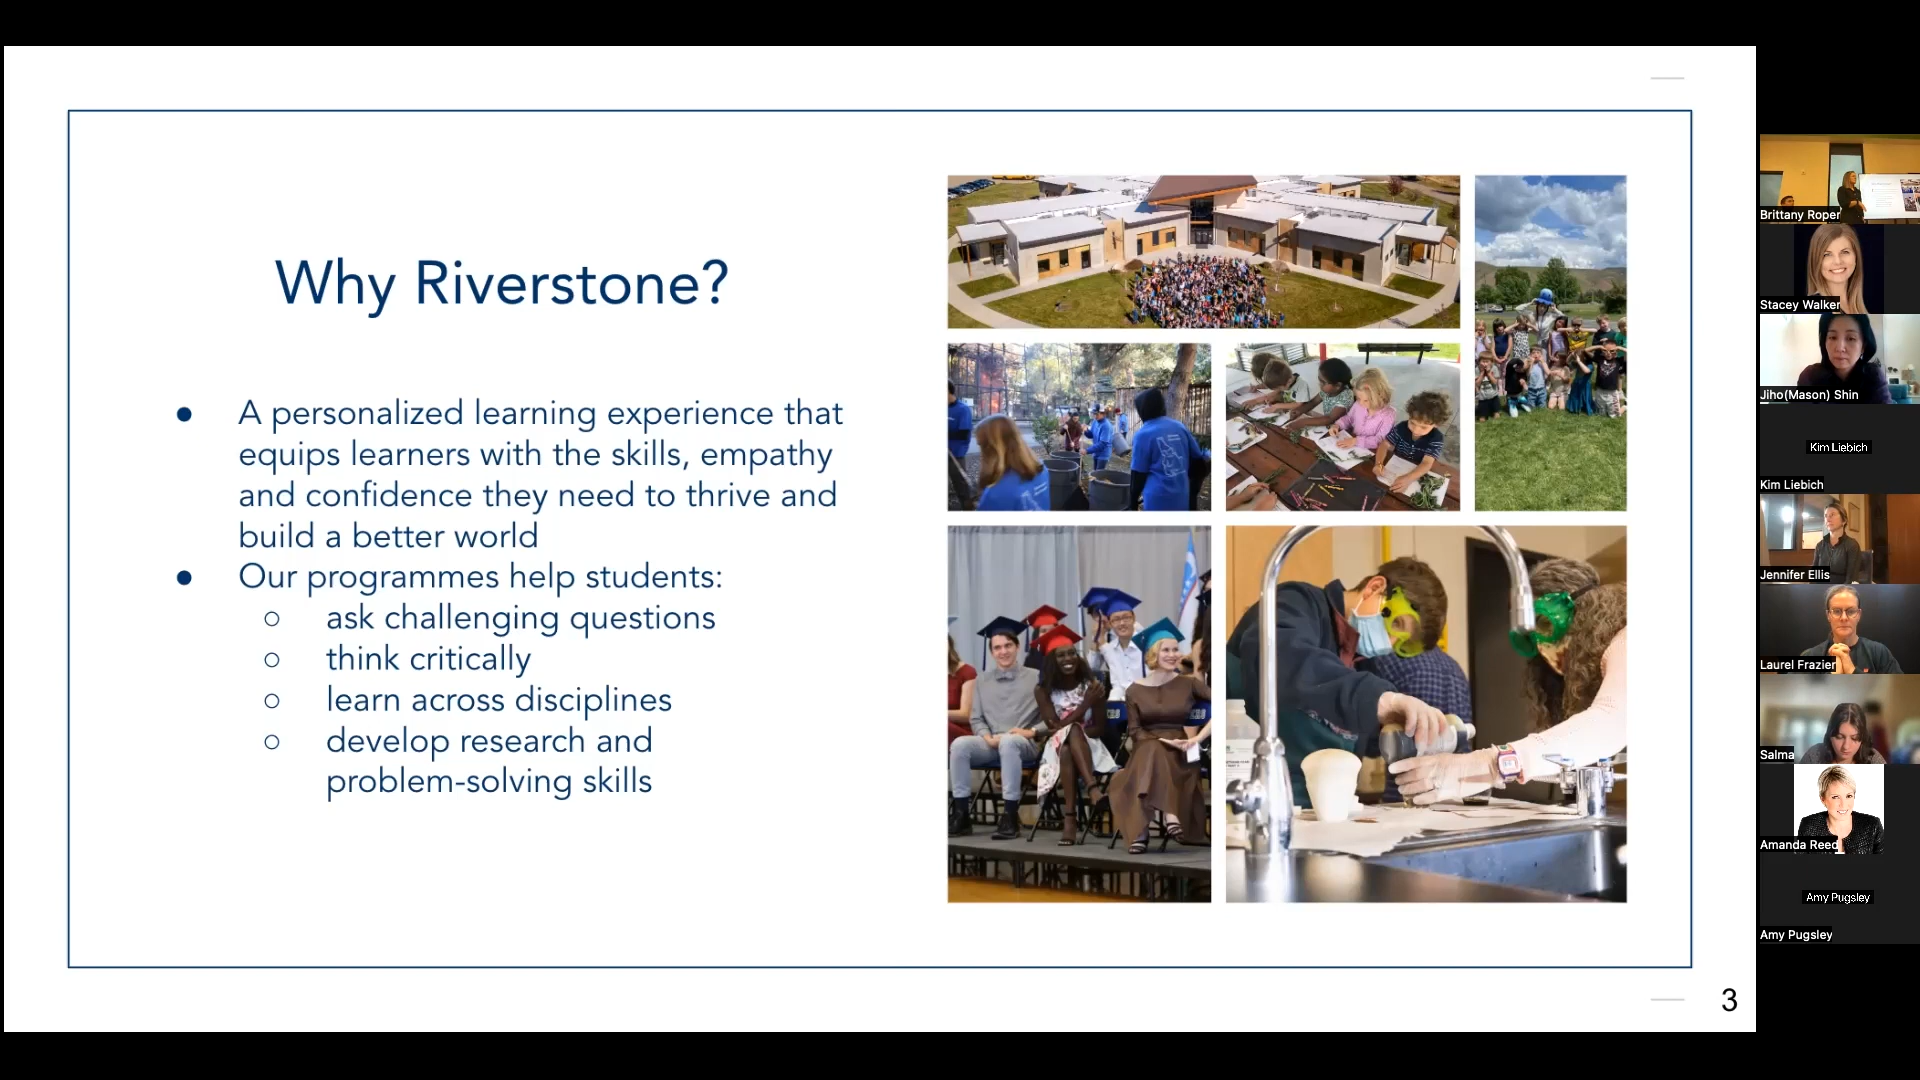 Why Riverstone?
● A personalized learning experience that
equips learners with the skills, empathy
and confidence they need to thrive and
build a better world
● Our programmes help students:
○ ask challenging questions
○ think critically
○ learn across disciplines
○ develop research and
problem-solving skills
3
Brittany Roper
Stacey Walker
Jiho(Mason) Shin
Kim Liebich
Kim Liebich
Jennifer Ellis
Laurel Frazier
Salma
Amanda Reed
Amy Pugsley
Amy Pugsley